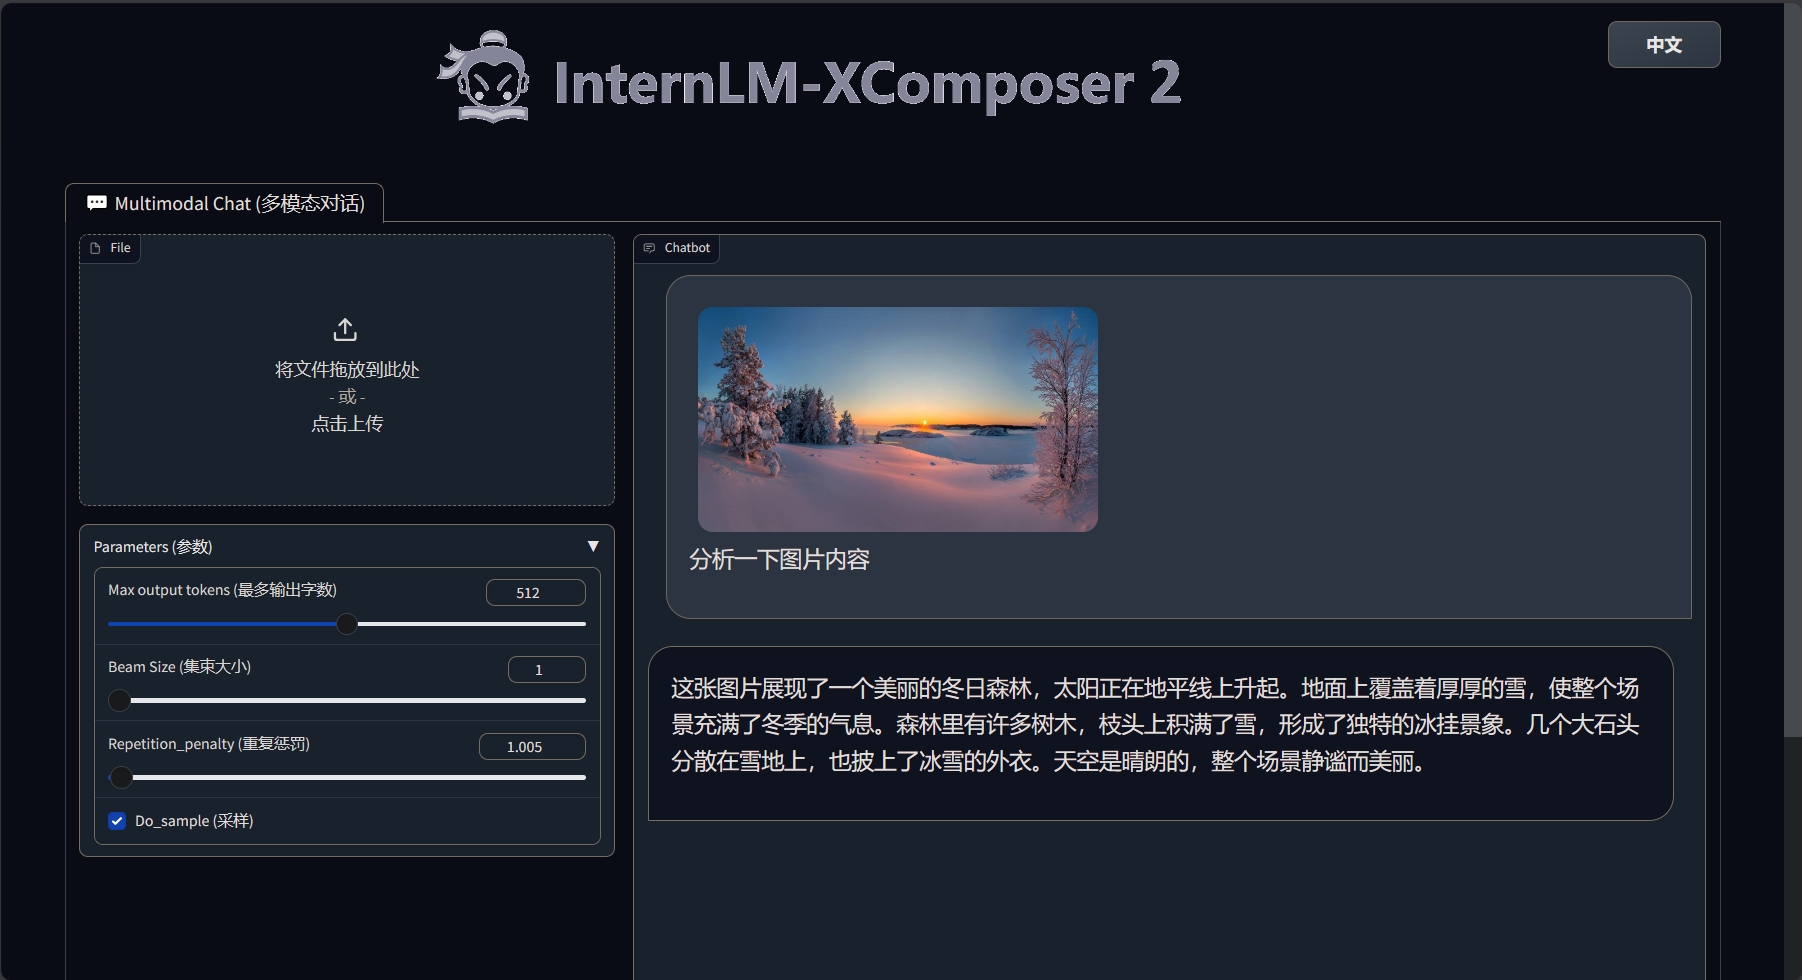 InternLM-XComposer 2
中文
Multimodal Chat (多模态对话)
File
将文件拖放到此处
- 或 -
点击上传
Parameters (参数)
▼
Max output tokens (最多输出字数)
512
Beam Size (集束大小)
1
Repetition_penalty (重复惩罚)
1.005
Do_sample (采样)
Chatbot
分析一下图片内容
这张图片展现了一个美丽的冬日森林，太阳正在地平线上升起。地面上覆盖着厚厚的雪，使整个场
景充满了冬季的气息。森林里有许多树木，枝头上积满了雪，形成了独特的冰挂景象。几个大石头
分散在雪地上，也披上了冰雪的外衣。天空是晴朗的，整个场景静谧而美丽。